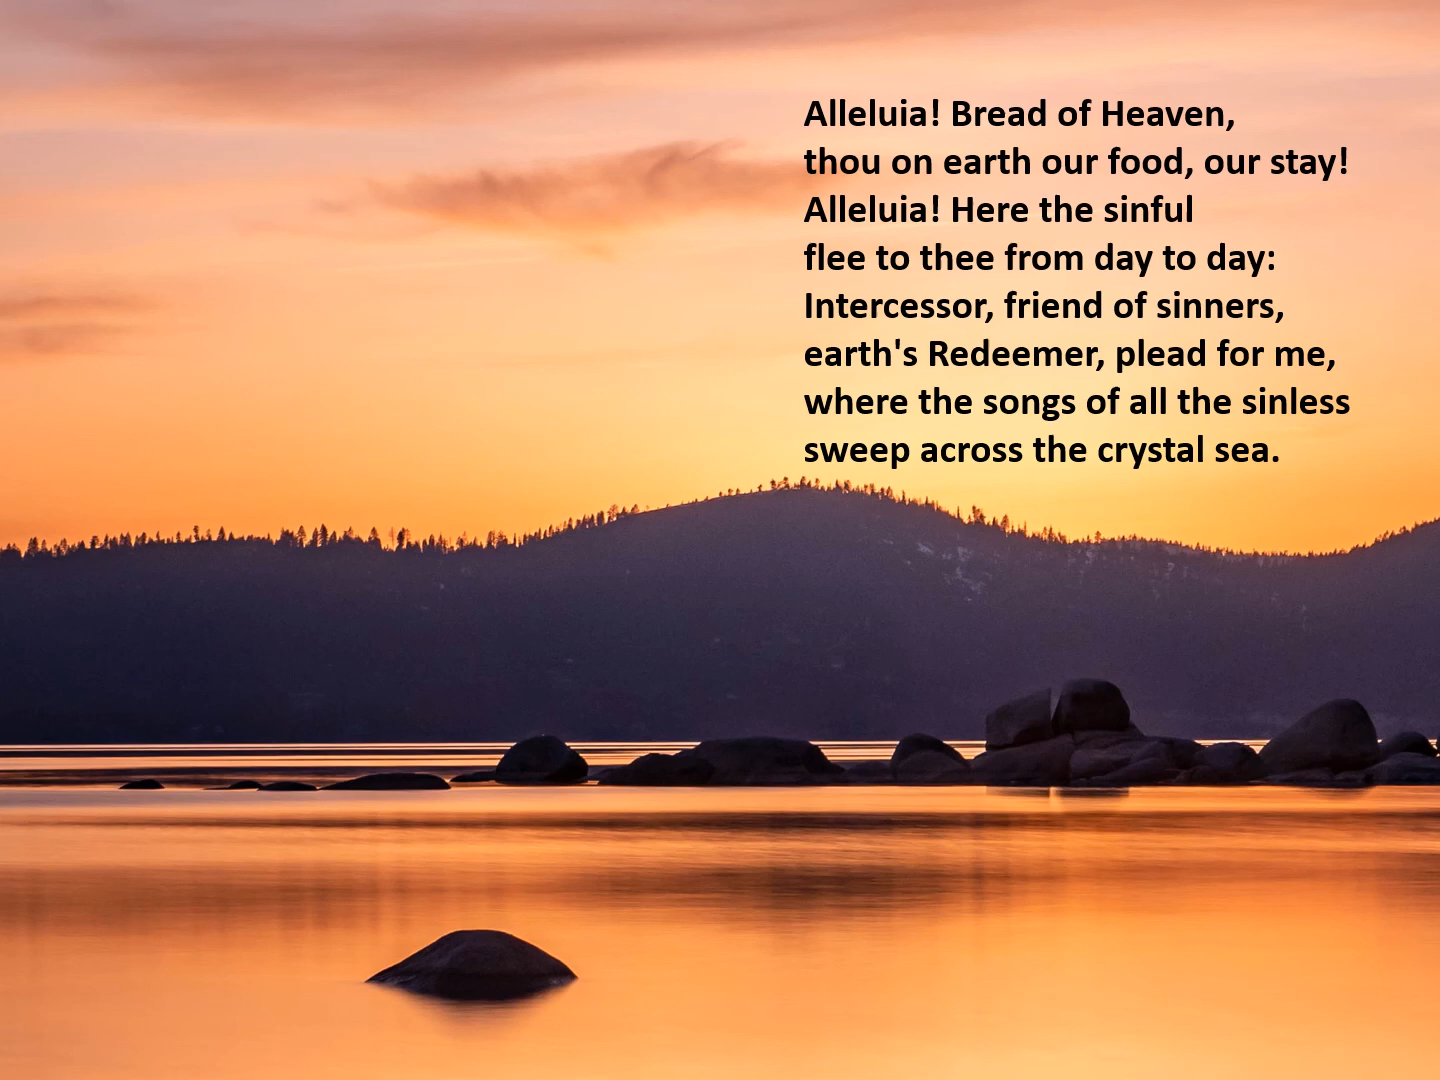 Alleluia! Bread of Heaven,
thou on earth our food, our stay!
Alleluia! Here the sinful
flee to thee from day to day:
Intercessor, friend of sinners,
earth's Redeemer, plead for me,
where the songs of all the sinless
sweep across the crystal sea.